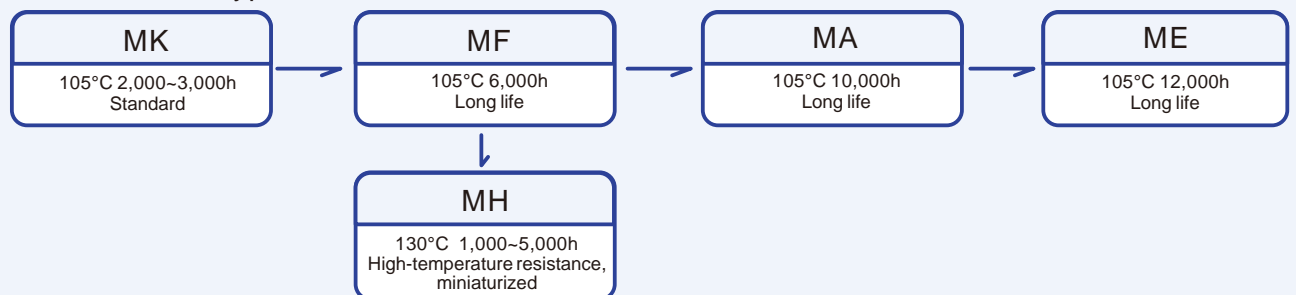 MK
105°C 2,000~3,000h
Standard
MF
105°C 6,000h
Long life
MA
105°C 10,000h
Long life
ME
105°C 12,000h
Long life
MH
130°C 1,000~5,000h
High-temperature resistance,
miniaturized